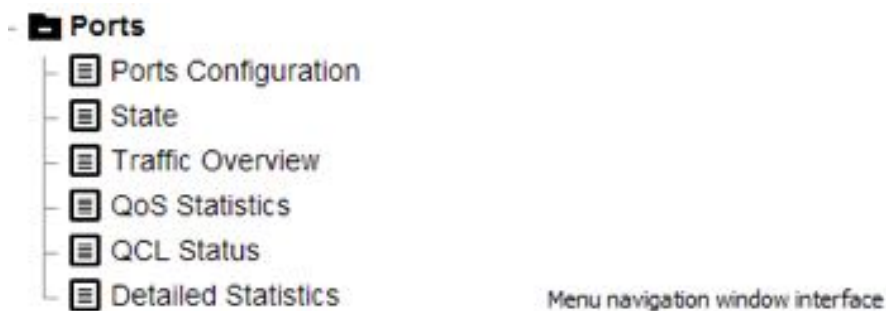 Ports
Ports Configuration
State
Traffic Overview
QoS Statistics
QCL Status
Detailed Statistics
Menu navigation window interface